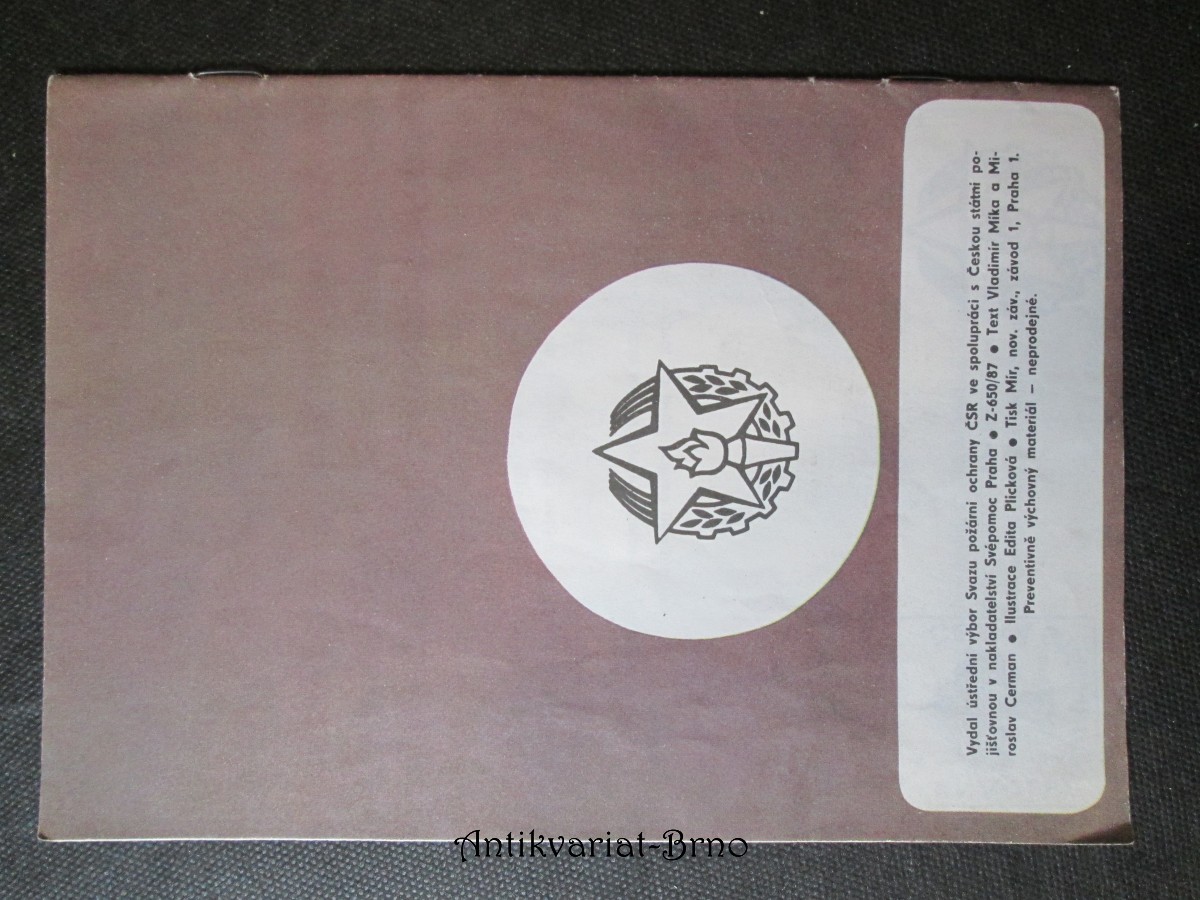 Vydal ústřední výbor Svazu požární ochrany ČSR ve spolupráci s Českou státní po-
jišťovnou v nakladatelství Svépomoc Praha ● Z-650/87 ● Text Vladimír Mika a Mi-
roslav Cerman ● Ilustrace Edita Plicková ● Tisk Mír, nov. záv., závod 1, Praha 1.
Preventivně výchovný materiál – neprodejné.
Antikvariat-Brno